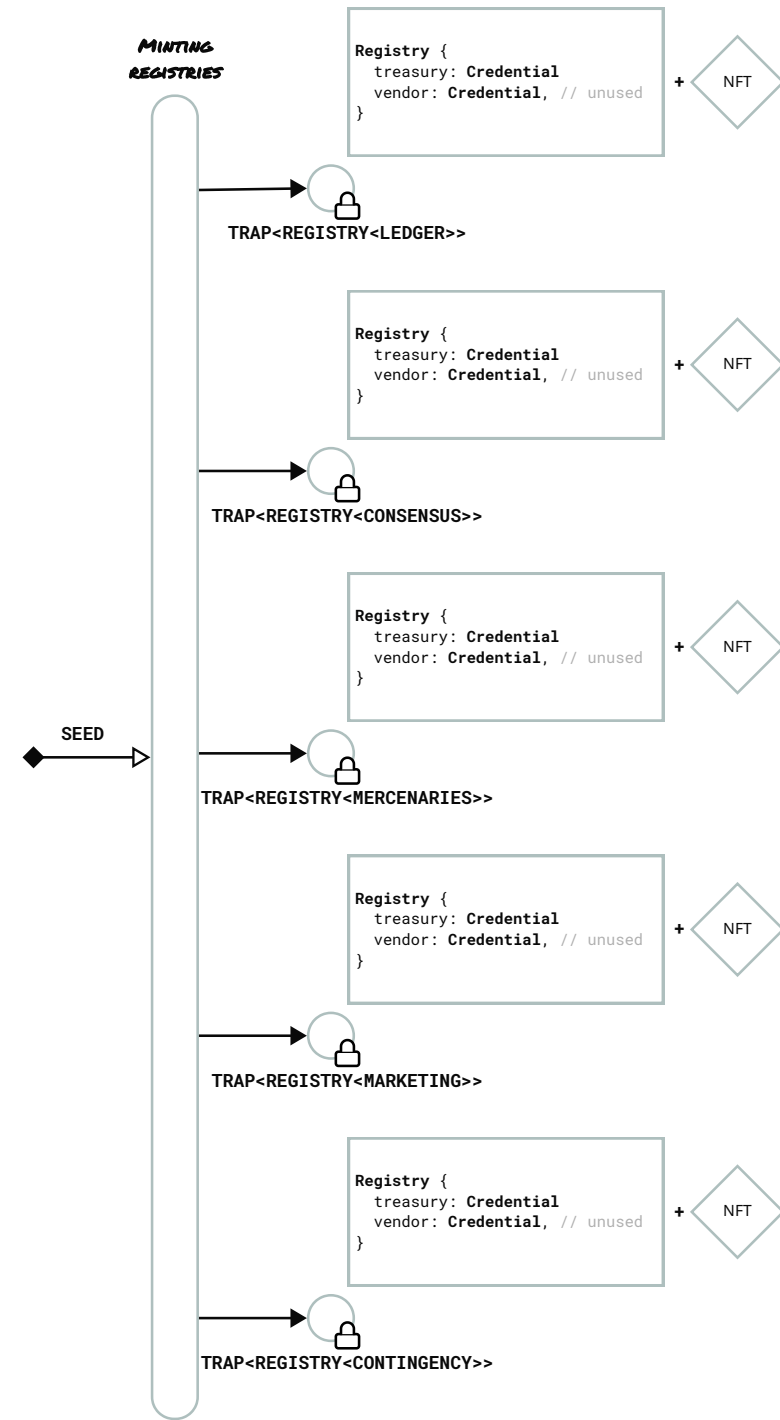 MINTING
REGISTRIES
Registry {
  treasury: Credential
  vendor: Credential, // unused
}
+
NFT
TRAP<REGISTRY<LEDGER>>
Registry {
  treasury: Credential
  vendor: Credential, // unused
}
+
NFT
TRAP<REGISTRY<CONSENSUS>>
Registry {
  treasury: Credential
  vendor: Credential, // unused
}
+
NFT
SEED
TRAP<REGISTRY<MERCENARIES>>
Registry {
  treasury: Credential
  vendor: Credential, // unused
}
+
NFT
TRAP<REGISTRY<MARKETING>>
Registry {
  treasury: Credential
  vendor: Credential, // unused
}
+
NFT
TRAP<REGISTRY<CONTINGENCY>>